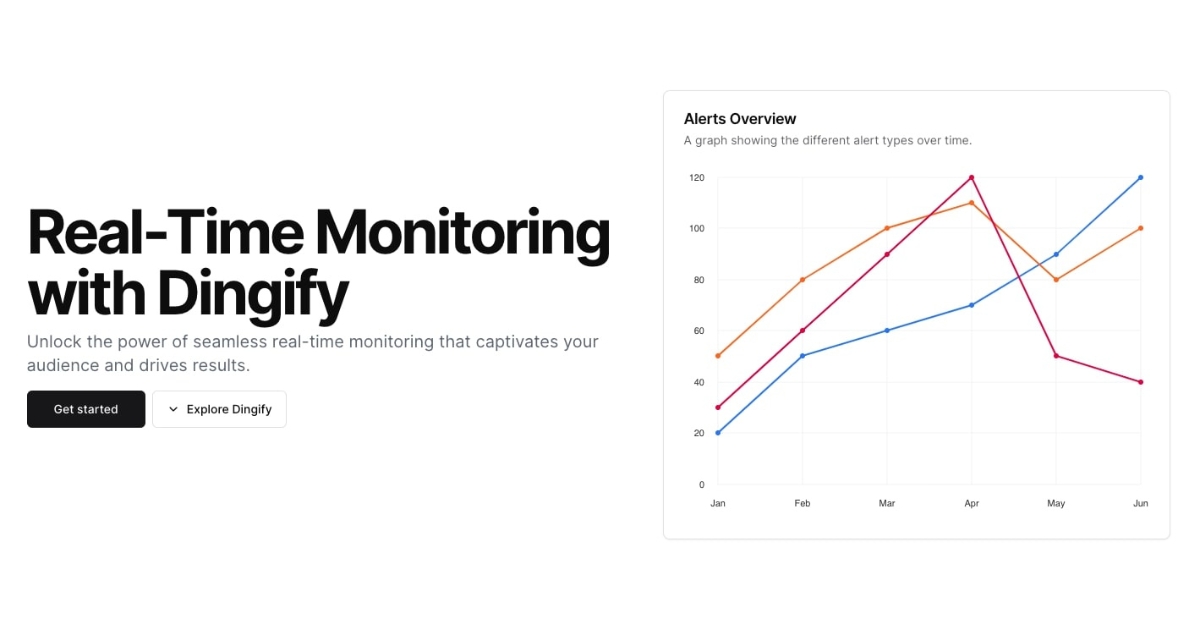 Real-Time Monitoring
with Dingify
Unlock the power of seamless real-time monitoring that captivates your
audience and drives results.
Get started
Explore Dingify
Alerts Overview
A graph showing the different alert types over time.
120
100
80
60
40
20
0
Jan Feb Mar Apr May Jun